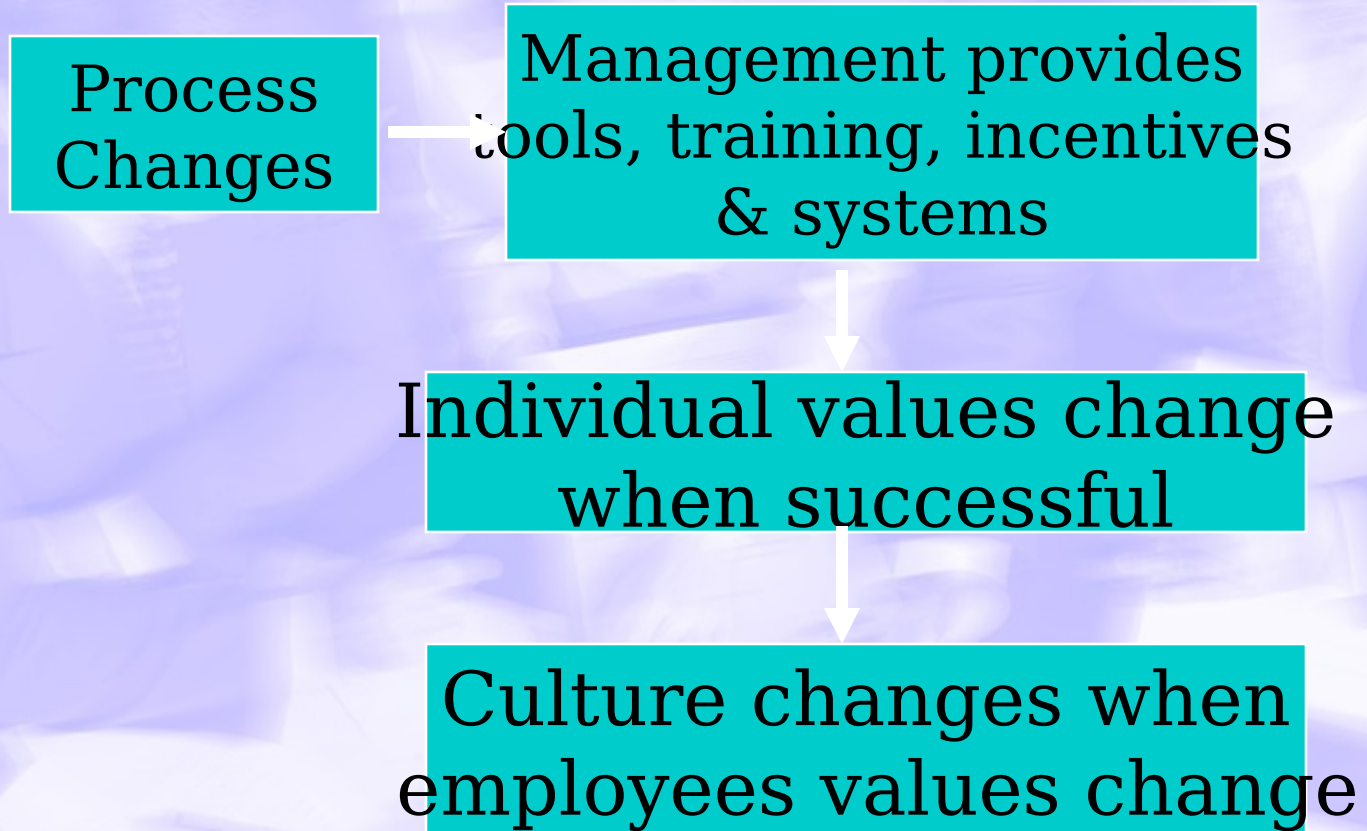 Process
Changes
Management provides
tools, training, incentives
& systems
Individual values change
when successful
Culture changes when
employees values change